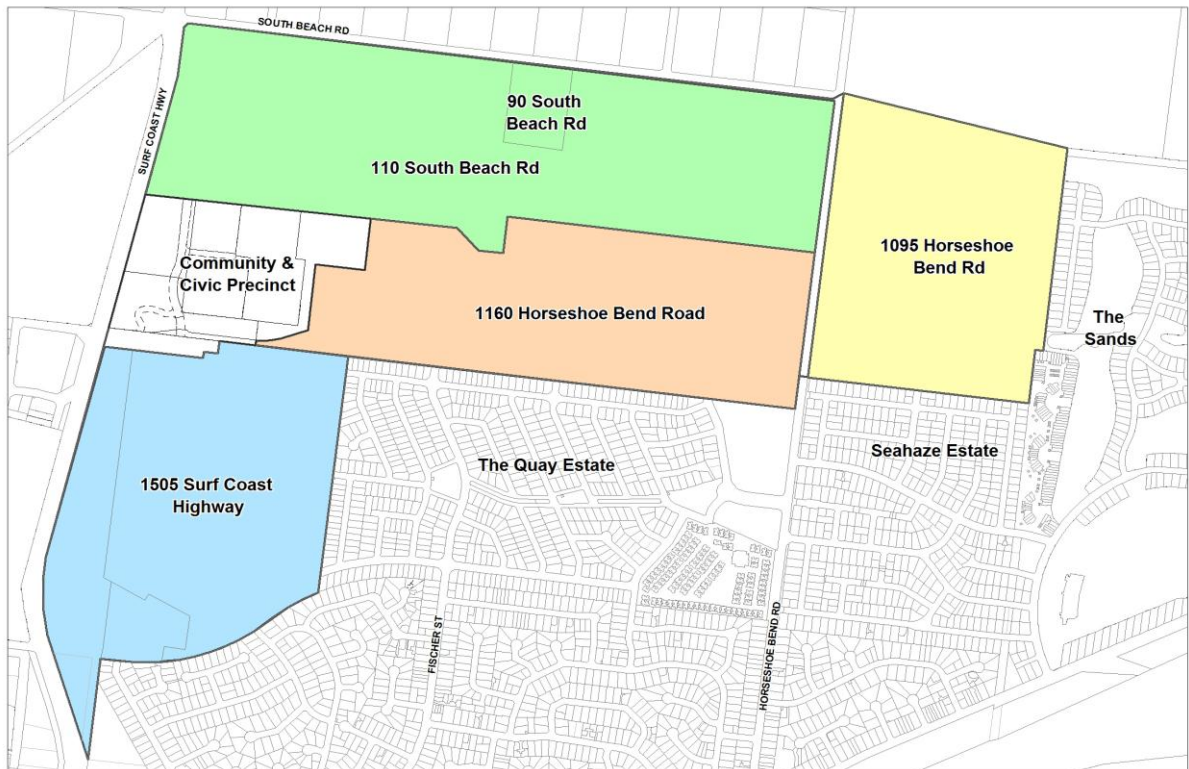 SOUTH BEACH RD
SURF COAST HWY
90 South
Beach Rd
110 South Beach Rd
1095 Horseshoe
Bend Rd
Community &
Civic Precinct
1160 Horseshoe Bend Road
The
Sands
The Quay Estate
Seahaze Estate
1505 Surf Coast
Highway
FISCHER ST
HORSESHOE BEND RD